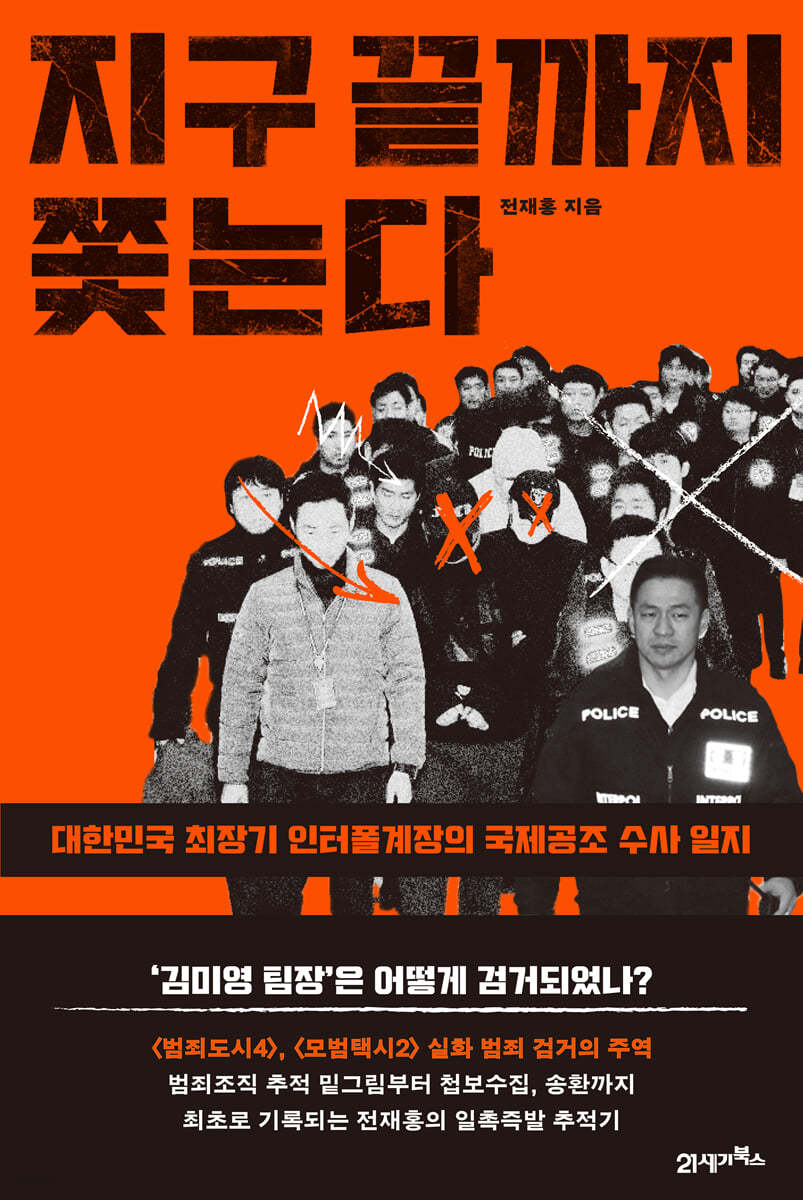 지구 끝까지
쫓는다
전재홍 지음
POLICE
POLICE
POLICE
POLICE
INTERPOL
INTERPOL
대한민국 최장기 인터폴계장의 국제공조 수사 일지
‘김미영 팀장’은 어떻게 검거되었나?
〈범죄도시4〉, 〈모범택시2〉 실화 범죄 검거의 주역
범죄조직 추적 밑그림부터 첩보수집, 송환까지
최초로 기록되는 전재홍의 일촉즉발 추적기
21세기북스